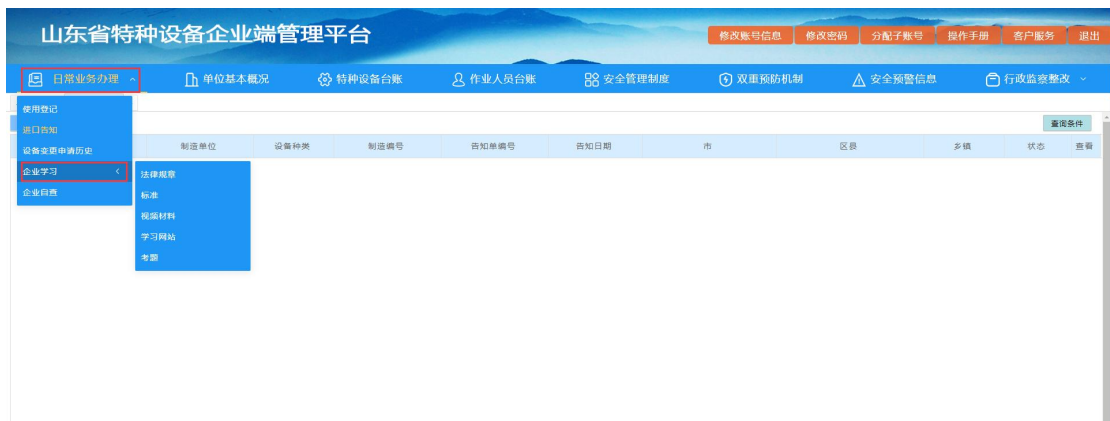 山东省特种设备企业端管理平台
修改账号信息 修改密码 分配子账号 操作手册 客户服务 退出
日常业务办理 单位基本概况 特种设备台账 作业人员台账 安全管理制度 双重预防机制 安全预警信息 行政监察整改
使用登记
查询条件
进口告知
设备变更申请历史 制造单位 设备种类 制造编号 告知单编号 告知日期 市 区县 乡镇 状态 查看
企业学习 法律规章
企业自查 标准
视频材料
学习网站
考题